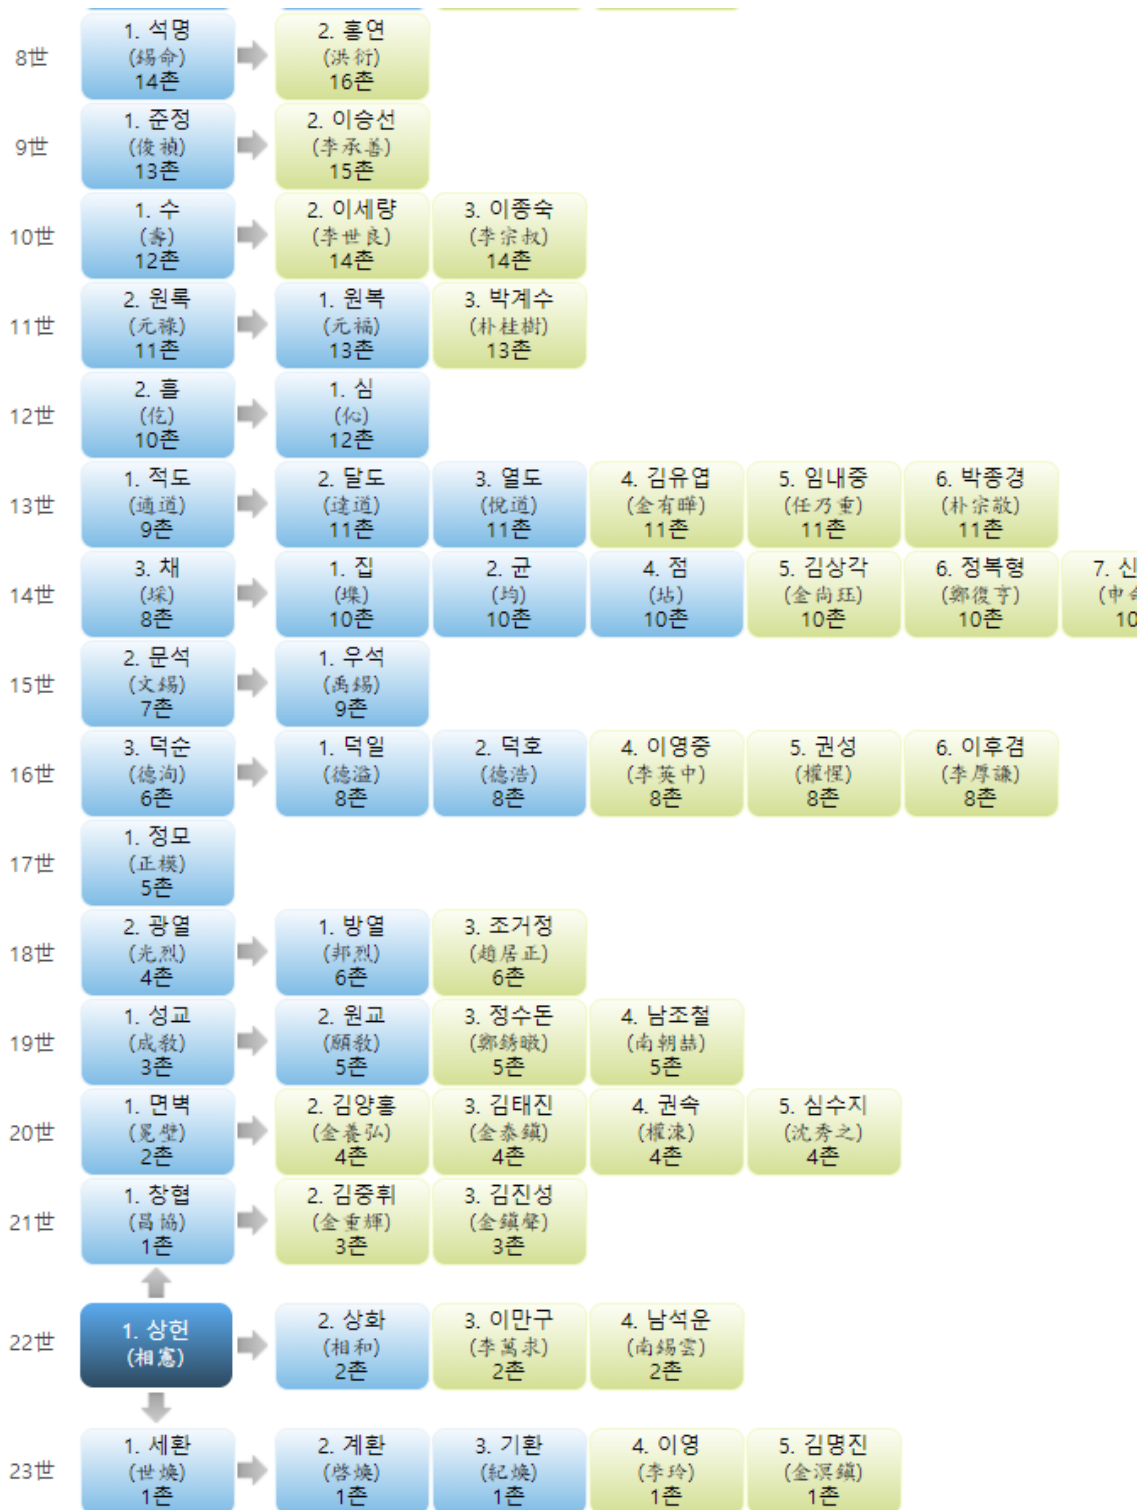 8世
1. 석명
(錫命)
14촌
2. 홍연
(洪衍)
16촌
9世
1. 준정
(俊禎)
13촌
2. 이승선
(李承善)
15촌
10世
1. 수
(壽)
12촌
2. 이세량
(李世良)
14촌
3. 이종숙
(李宗叔)
14촌
11世
2. 원록
(元祿)
11촌
1. 원복
(元福)
13촌
3. 박계수
(朴桂樹)
13촌
12世
2. 흘
(仡)
10촌
1. 심
(伈)
12촌
13世
1. 적도
(適道)
9촌
2. 달도
(達道)
11촌
3. 열도
(悅道)
11촌
4. 김유엽
(金有曄)
11촌
5. 임내중
(任乃重)
11촌
6. 박종경
(朴宗敬)
11촌
14世
3. 채
(埰)
8촌
1. 집
(㙫)
10촌
2. 균
(均)
10촌
4. 점
(坫)
10촌
5. 김상각
(金尙珏)
10촌
6. 정복형
(鄭復亨)
10촌
7. 신
(申
10
15世
2. 문석
(文錫)
7촌
1. 우석
(禹錫)
9촌
16世
3. 덕순
(德洵)
6촌
1. 덕일
(德溢)
8촌
2. 덕호
(德浩)
8촌
4. 이영중
(李英中)
8촌
5. 권성
(權惺)
8촌
6. 이후겸
(李厚謙)
8촌
17世
1. 정모
(正模)
5촌
18世
2. 광열
(光烈)
4촌
1. 방열
(邦烈)
6촌
3. 조거정
(趙居正)
6촌
19世
1. 성교
(成敎)
3촌
2. 원교
(願敎)
5촌
3. 정수돈
(鄭銹暾)
5촌
4. 남조철
(南朝喆)
5촌
20世
1. 면벽
(冕壁)
2촌
2. 김양홍
(金養弘)
4촌
3. 김태진
(金泰鎭)
4촌
4. 권속
(權涑)
4촌
5. 심수지
(沈秀之)
4촌
21世
1. 창협
(昌協)
1촌
2. 김중휘
(金重輝)
3촌
3. 김진성
(金鎭聲)
3촌
22世
1. 상헌
(相憲)
2. 상화
(相和)
2촌
3. 이만구
(李萬求)
2촌
4. 남석운
(南錫雲)
2촌
23世
1. 세환
(世煥)
1촌
2. 계환
(啓煥)
1촌
3. 기환
(紀煥)
1촌
4. 이영
(李玲)
1촌
5. 김명진
(金溟鎭)
1촌